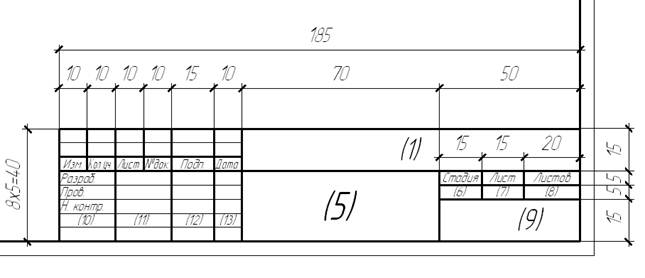 185
10 10 10 10 15 10 70 50
(1) 15 15 20 15
Изм. Кол.уч Лист №док. Подп. Дата
Разраб. Стадия Лист Листов 5
Пров. (6) (7) (8) 5
Н. контр. (5)
(10) (11) (12) (13) (9) 15
8x5=40